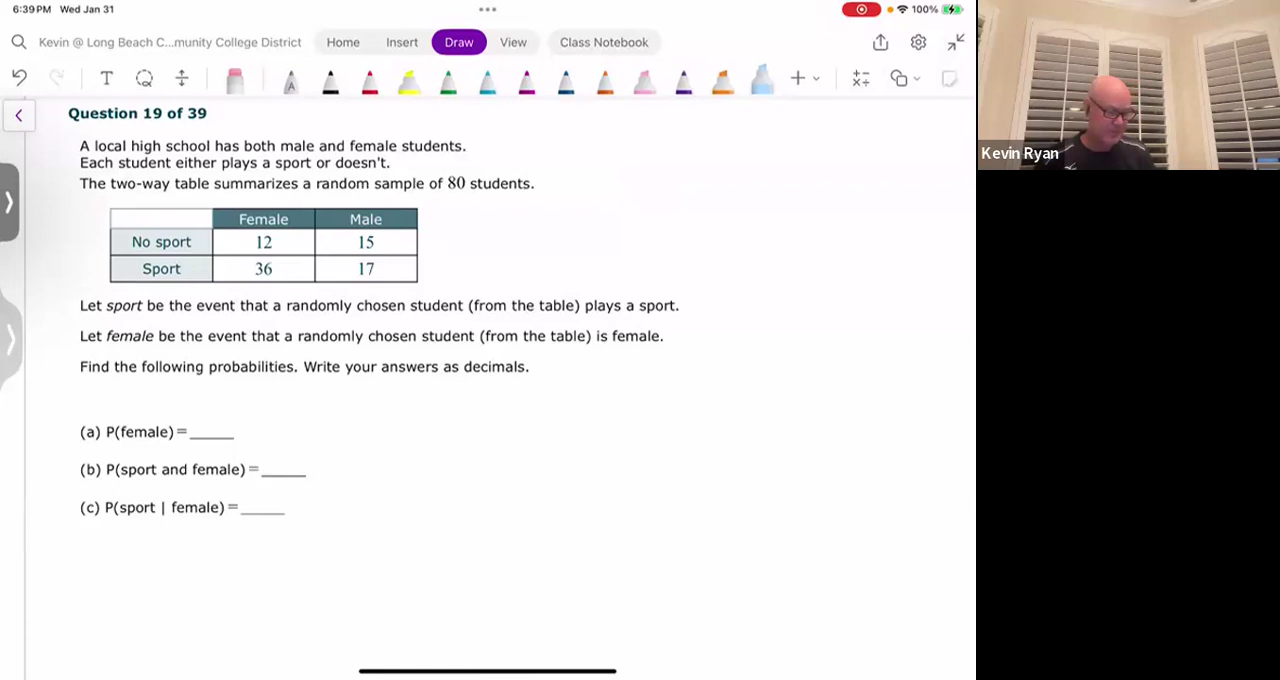 6:39 PM Wed Jan 31
100%
Kevin @ Long Beach C...munity College District Home Insert Draw View Class Notebook
T A
Question 19 of 39
A local high school has both male and female students.
Each student either plays a sport or doesn't.
The two-way table summarizes a random sample of 80 students.
Female Male
No sport 12 15
Sport 36 17
Let sport be the event that a randomly chosen student (from the table) plays a sport.
Let female be the event that a randomly chosen student (from the table) is female.
Find the following probabilities. Write your answers as decimals.
(a) P(female) = _____
(b) P(sport and female) = _____
(c) P(sport | female) = _____
Kevin Ryan